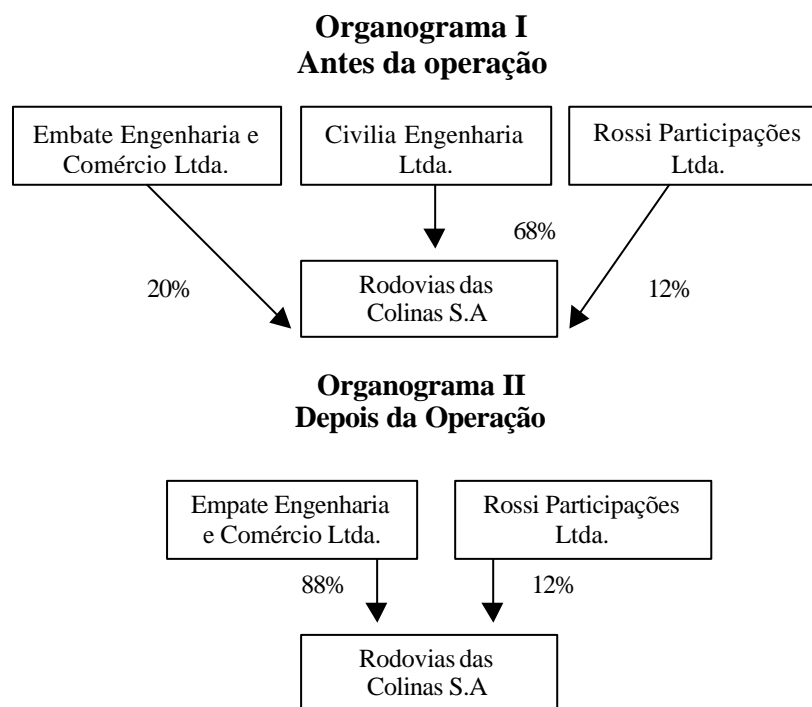 Organograma I
Antes da operação
Embate Engenharia e
Comércio Ltda.
Civilia Engenharia
Ltda.
Rossi Participações
Ltda.
68%
20%
12%
Rodovias das
Colinas S.A
Organograma II
Depois da Operação
Empate Engenharia
e Comércio Ltda.
Rossi Participações
Ltda.
88%
12%
Rodovias das
Colinas S.A